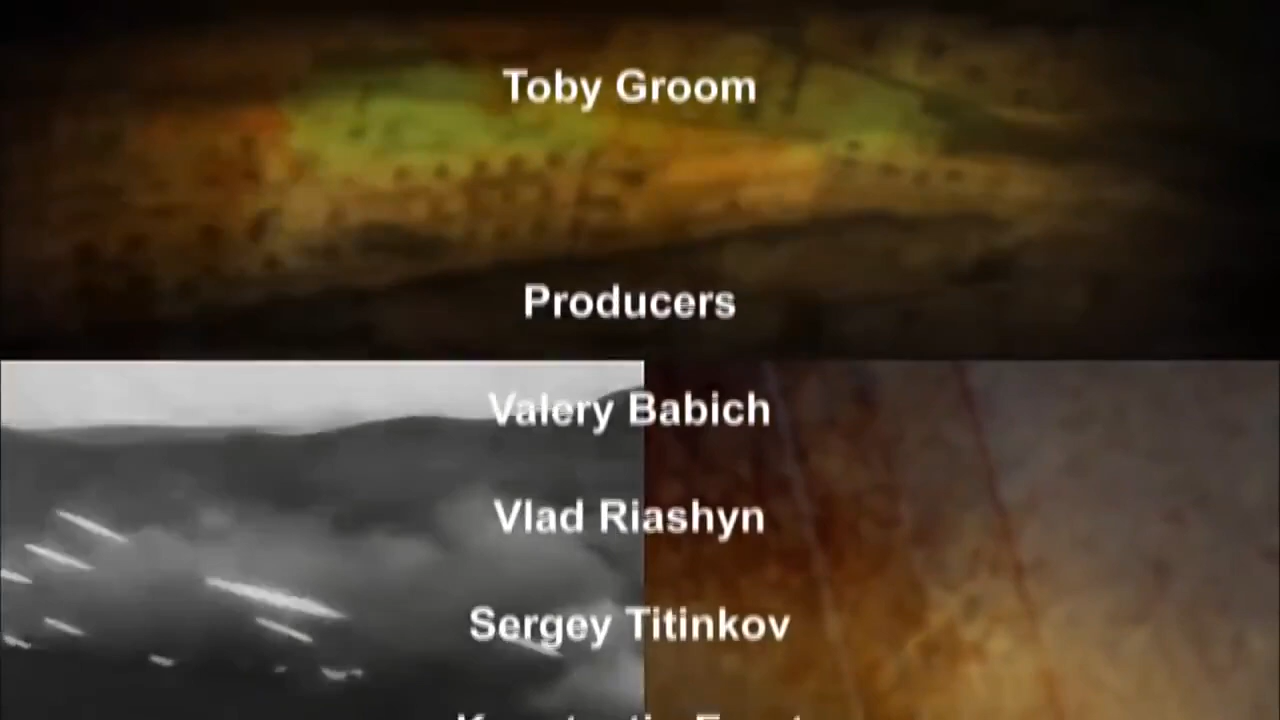 Toby Groom
Producers
Valery Babich
Vlad Riashyn
Sergey Titinkov